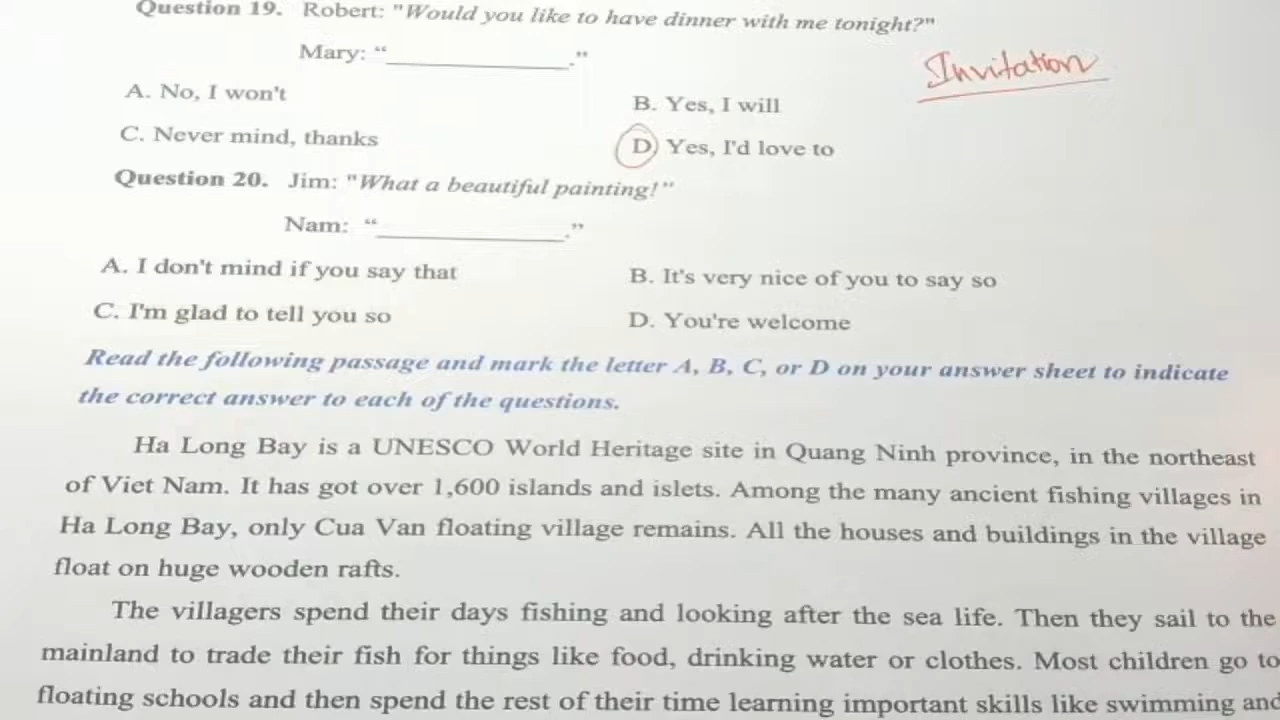 Question 19. Robert: "Would you like to have dinner with me tonight?"
Mary: "____________."
Invitation
A. No, I won't
B. Yes, I will
C. Never mind, thanks
D. Yes, I'd love to
Question 20. Jim: "What a beautiful painting!"
Nam: "____________."
A. I don't mind if you say that
B. It's very nice of you to say so
C. I'm glad to tell you so
D. You're welcome
Read the following passage and mark the letter A, B, C, or D on your answer sheet to indicate
the correct answer to each of the questions.
Ha Long Bay is a UNESCO World Heritage site in Quang Ninh province, in the northeast
of Viet Nam. It has got over 1,600 islands and islets. Among the many ancient fishing villages in
Ha Long Bay, only Cua Van floating village remains. All the houses and buildings in the village
float on huge wooden rafts.
The villagers spend their days fishing and looking after the sea life. Then they sail to the
mainland to trade their fish for things like food, drinking water or clothes. Most children go to
floating schools and then spend the rest of their time learning important skills like swimming and